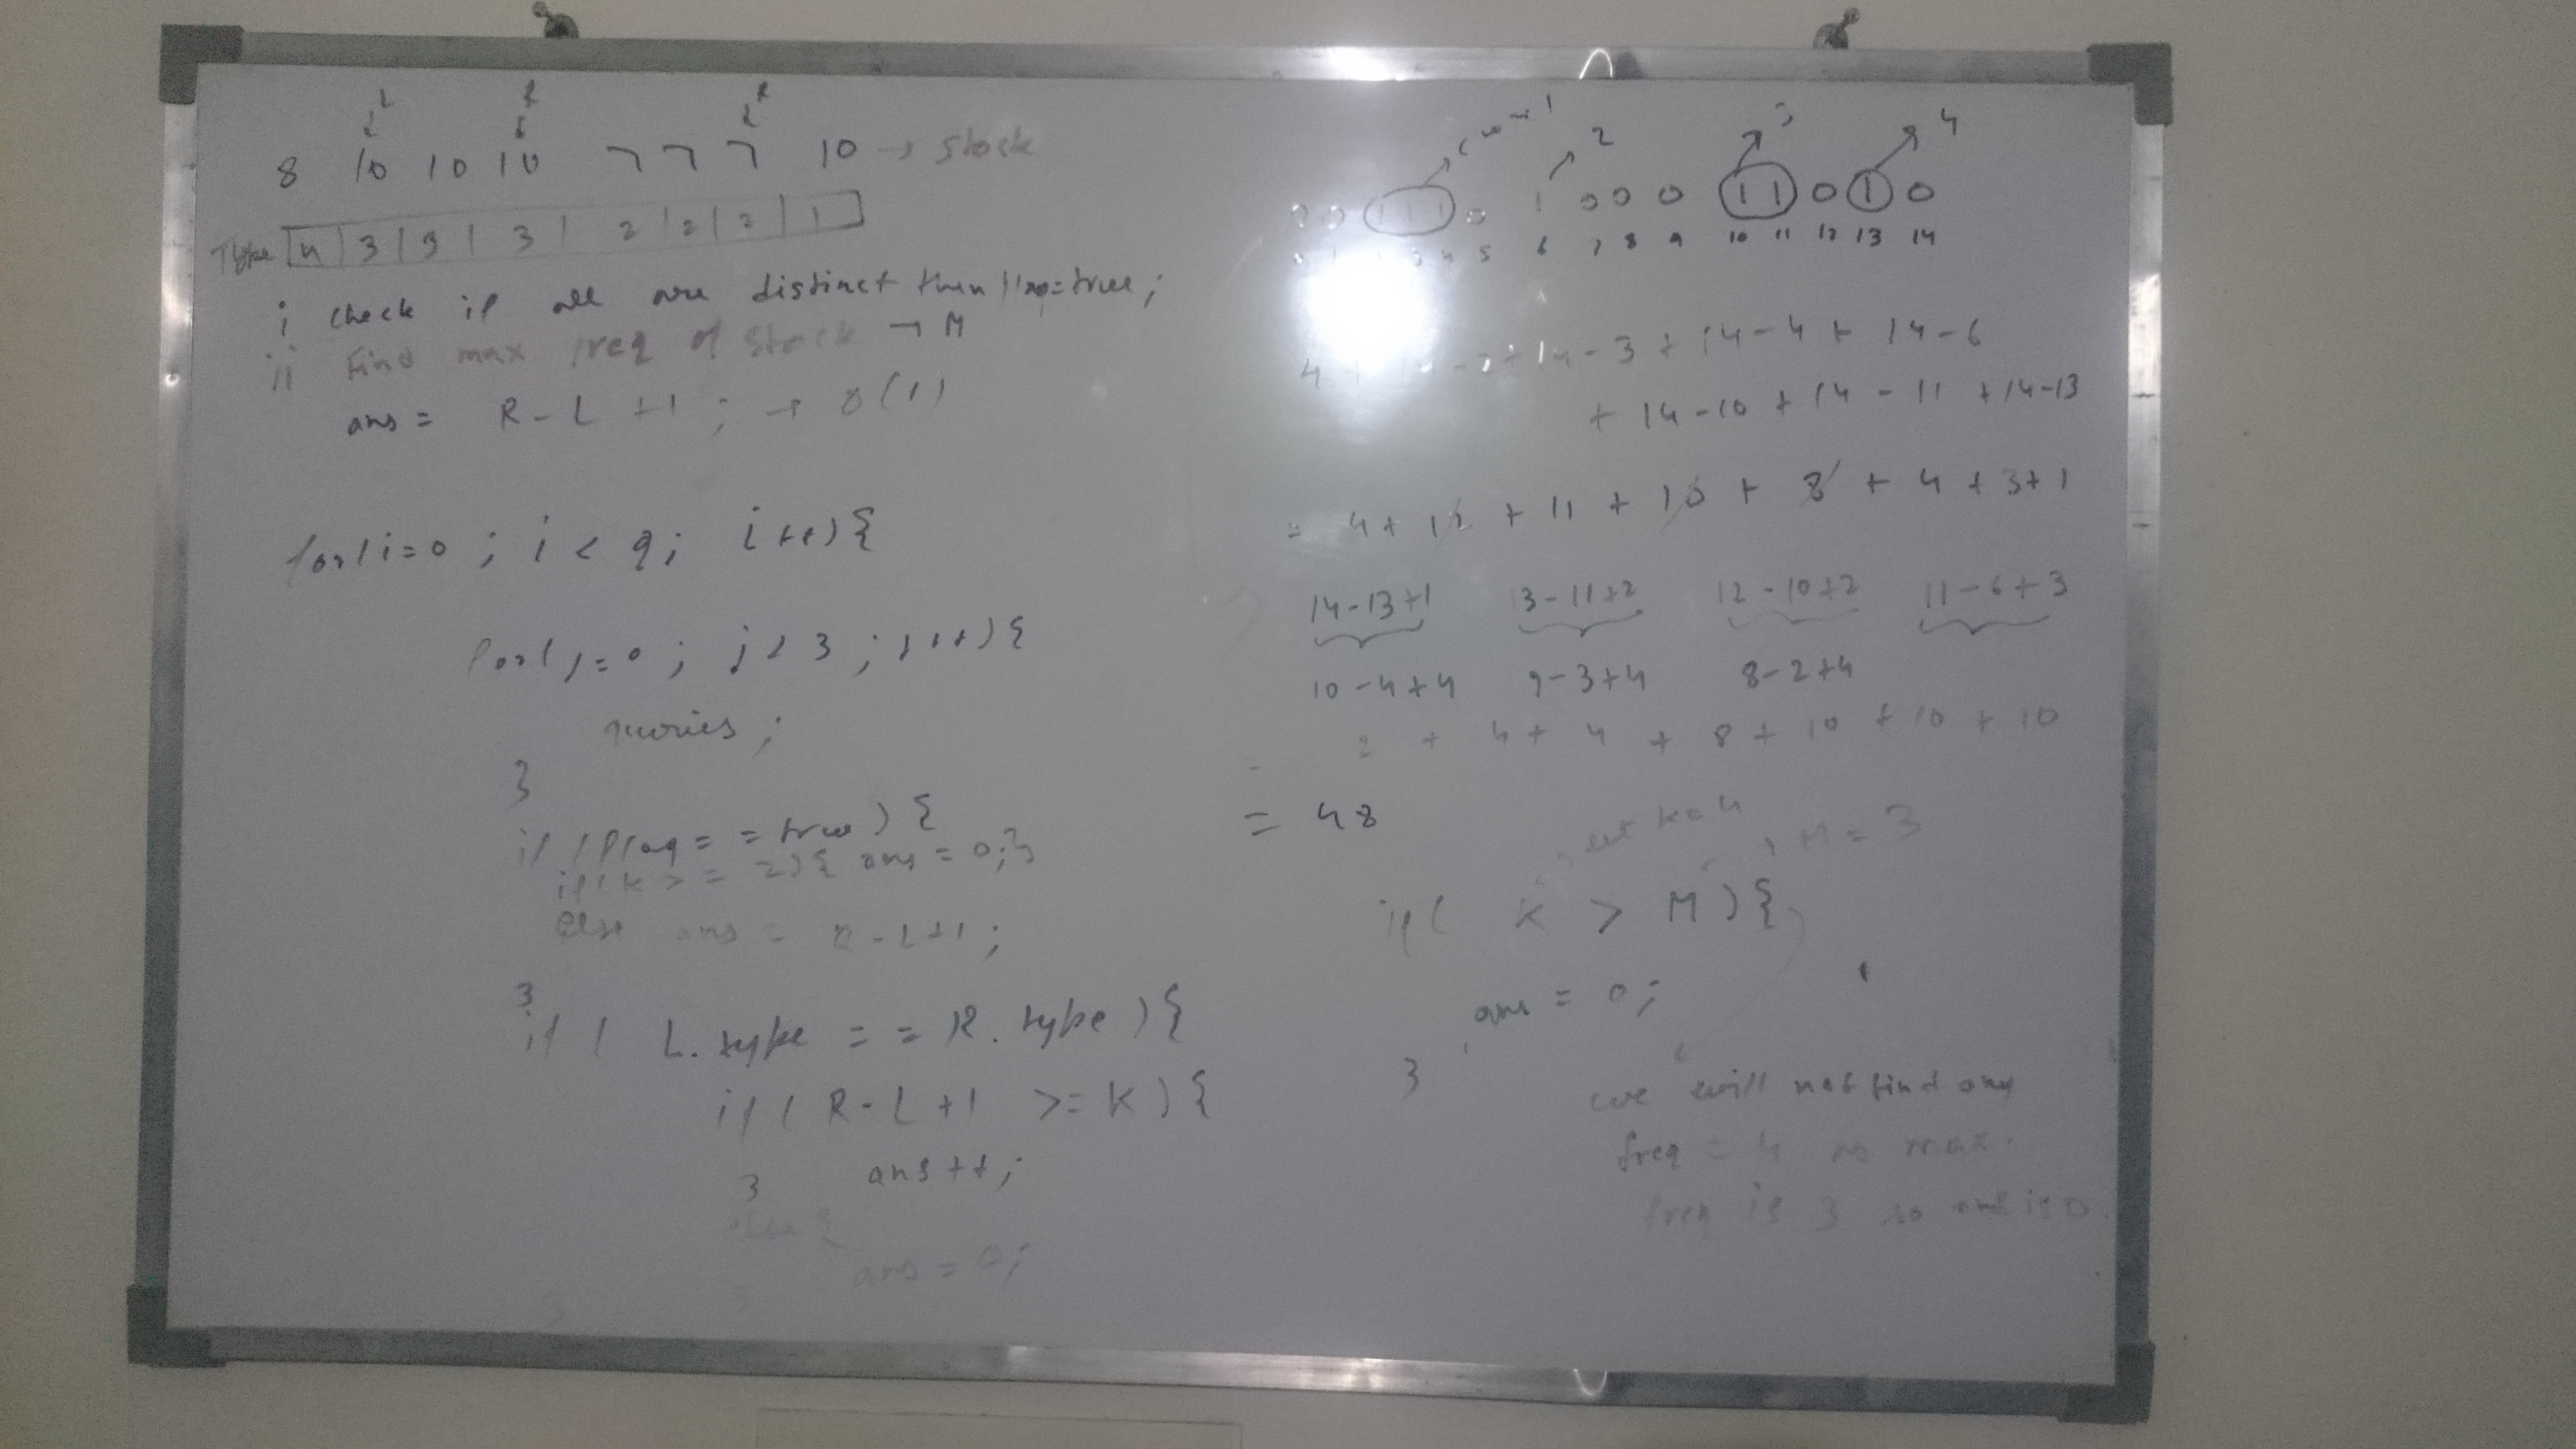 8 10 10 10 7 7 7 10 → Stock
Type 4 3 3 3 2 2 2 1
i check if all are distinct then flag=true;
ii Find max freq of Stock → M
ans = R-L+1; → O(1)
for(i=0; i<q; i++){
for(j=0; j<3; j++){
queries;
}
if(flag==true){
if(k>=2){ ans=0;}
Else ans = R-L+1;
}
if( L.type == R.type){
if( R-L+1 >= K){
ans++;
}
else{
ans=0;
2 3 4
0 0 1 1 1 0 1 0 0 0 1 1 0 1 0
3 4 5 6 7 8 9 10 11 12 13 14
4 + 14-2+14-3+14-4+14-6
+ 14-10+14-11+14-13
= 4+12+11+10+8+4+3+1
14-13+1 13-11+2 12-10+2 11-6+3
10-4+4 9-3+4 8-2+4
2 + 4+ 4 + 8+10+10+10
= 48
let K=4, M=3
if( K > M){
ans = 0;
}
we will not find any
freq = 4 as max.
freq is 3 so ans is 0.